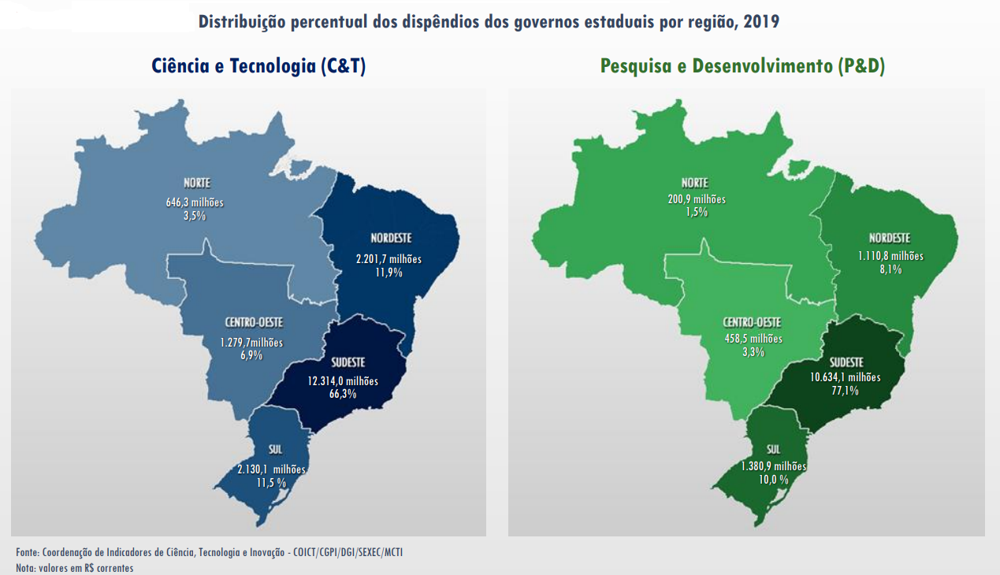 Distribuição percentual dos dispêndios dos governos estaduais por região, 2019
Ciência e Tecnologia (C&T)
NORTE
646,3 milhões
3,5%
NORDESTE
2.201,7 milhões
11,9%
CENTRO-OESTE
1.279,7milhões
6,9%
SUDESTE
12.314,0 milhões
66,3%
SUL
2.130,1 milhões
11,5 %
Pesquisa e Desenvolvimento (P&D)
NORTE
200,9 milhões
1,5%
NORDESTE
1.110,8 milhões
8,1%
CENTRO-OESTE
458,5 milhões
3,3%
SUDESTE
10.634,1 milhões
77,1%
SUL
1.380,9 milhões
10,0 %
Fonte: Coordenação de Indicadores de Ciência, Tecnologia e Inovação - COICT/CGPI/DGI/SEXEC/MCTI
Nota: valores em R$ correntes